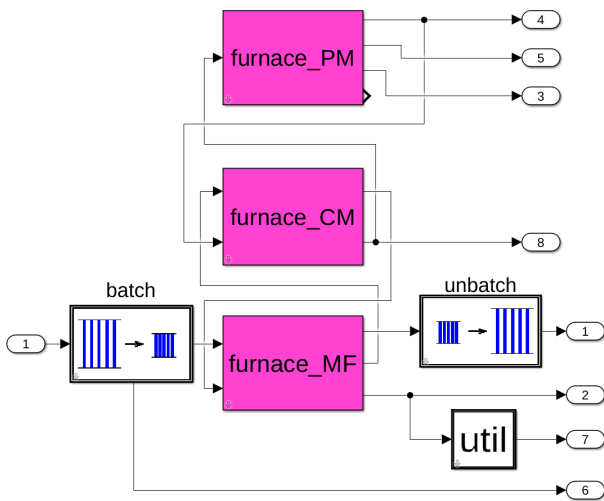 furnace_PM
4
5
3
furnace_CM
8
batch
unbatch
1
furnace_MF
1
2
util
7
6